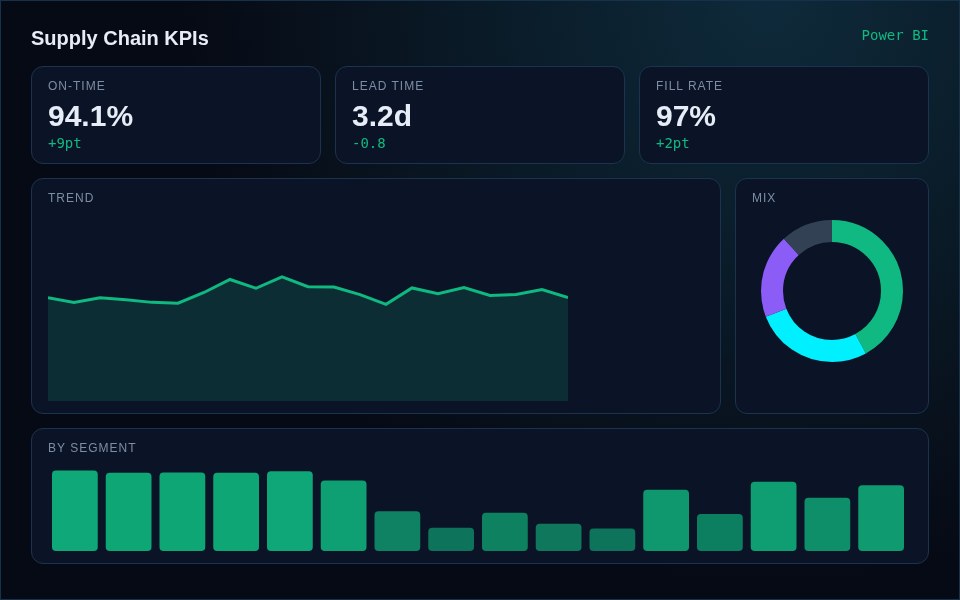 Supply Chain KPIs
Power BI
ON-TIME
94.1%
+9pt
LEAD TIME
3.2d
-0.8
FILL RATE
97%
+2pt
TREND
MIX
BY SEGMENT